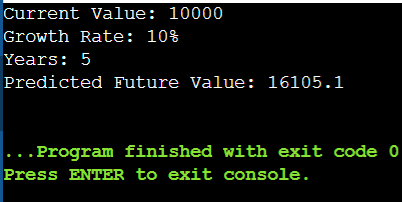 Current Value: 10000
Growth Rate: 10%
Years: 5
Predicted Future Value: 16105.1
...Program finished with exit code 0
Press ENTER to exit console.